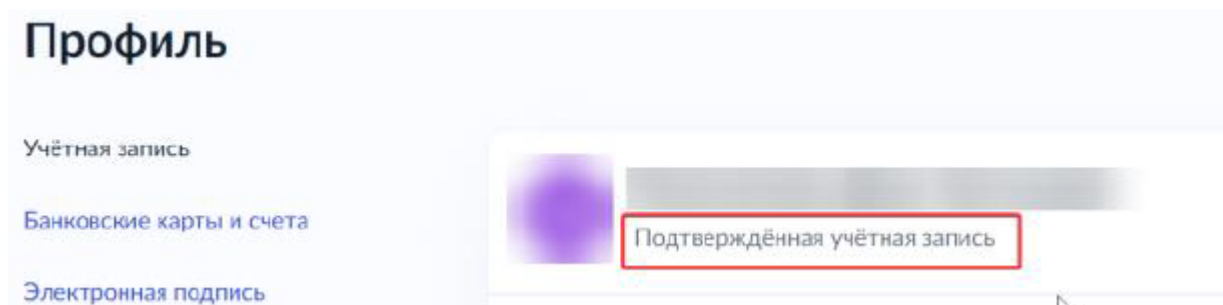 Профиль
Учётная запись
Банковские карты и счета
Электронная подпись
Подтверждённая учётная запись